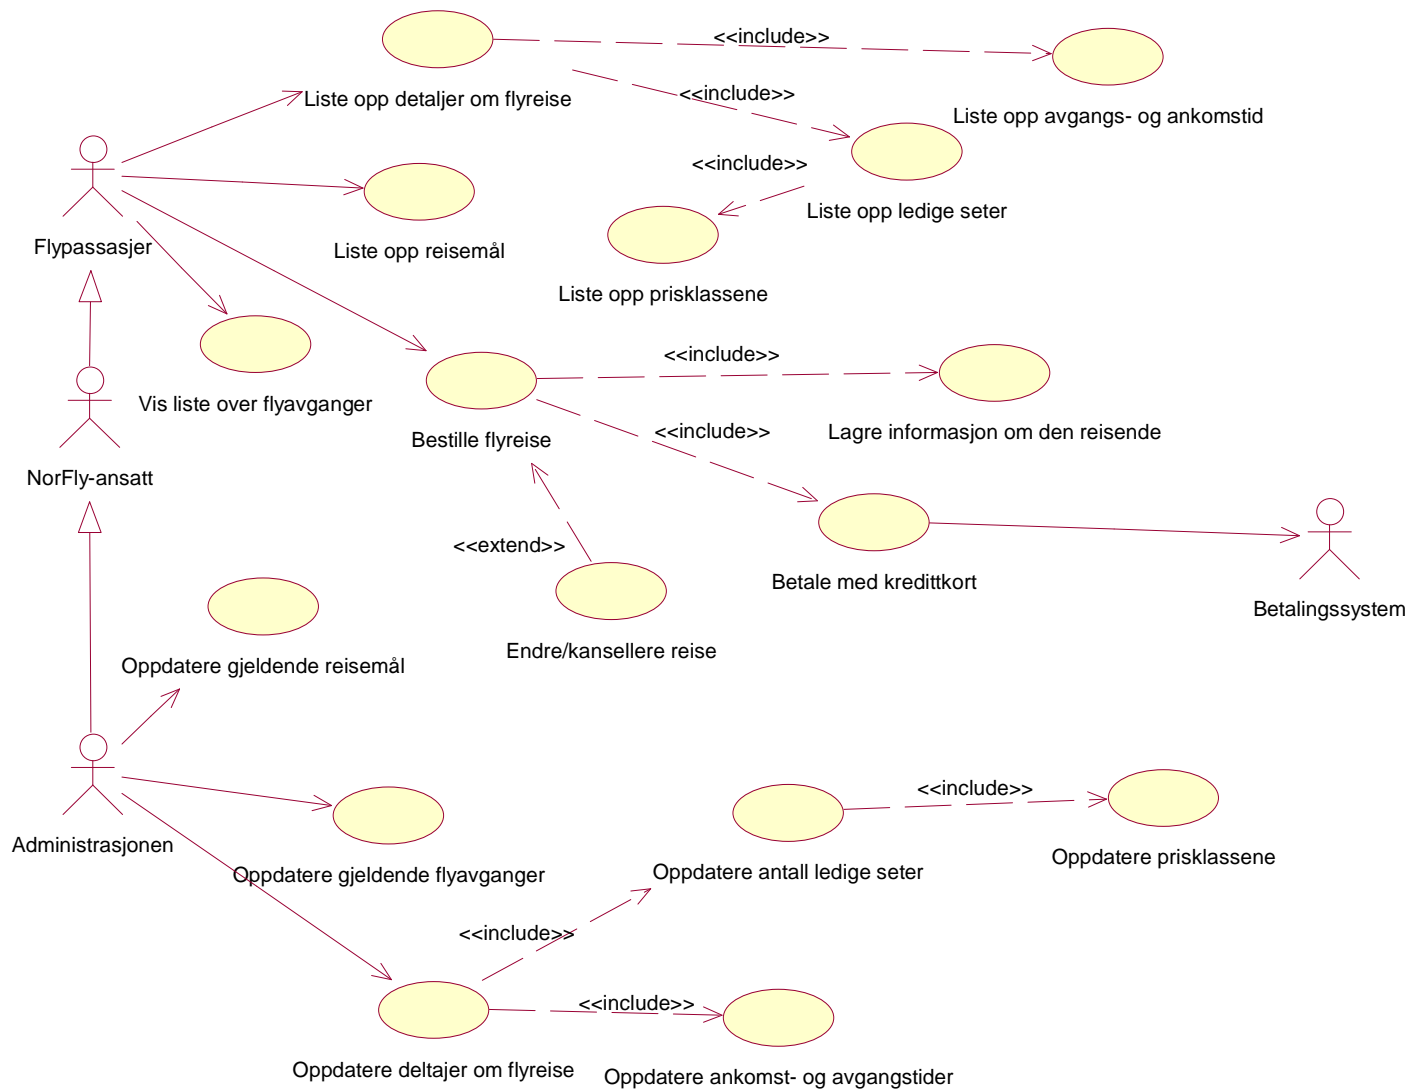 <<include>>
Liste opp detaljer om flyreise
<<include>>
Liste opp avgangs- og ankomstid
<<include>>
Liste opp ledige seter
Flypassasjer
Liste opp reisemål
Liste opp prisklassene
<<include>>
Vis liste over flyavganger
Bestille flyreise
<<include>>
Lagre informasjon om den reisende
NorFly-ansatt
<<extend>>
Betale med kredittkort
Betalingssystem
Endre/kansellere reise
Oppdatere gjeldende reisemål
<<include>>
Administrasjonen
Oppdatere prisklassene
Oppdatere gjeldende flyavganger
Oppdatere antall ledige seter
<<include>>
<<include>>
Oppdatere deltajer om flyreise
Oppdatere ankomst- og avgangstider